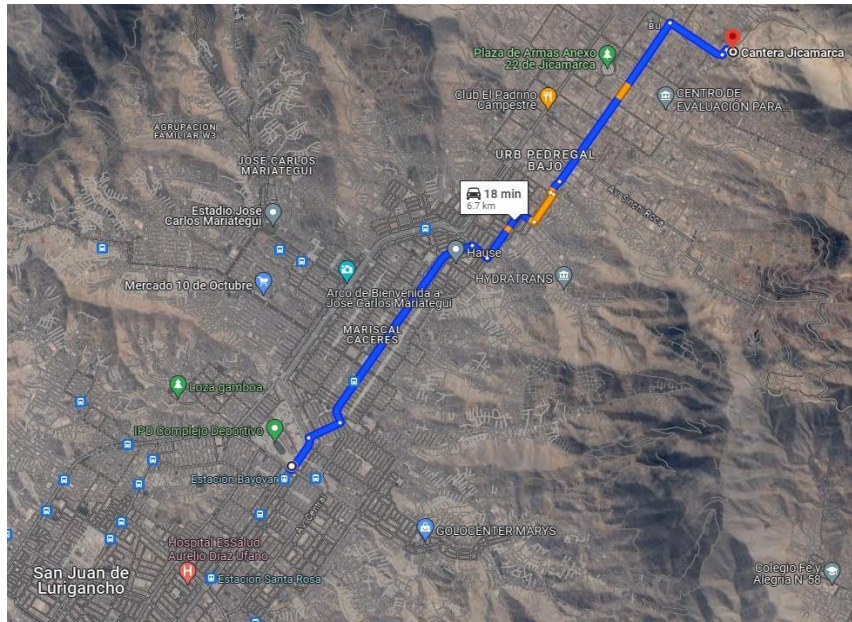 BU
Cantera Jicamarca
Plaza de Armas Anexo
22 de Jicamarca
Club El Padrino
Campestre
CENTRO DE
EVALUACIÓN PARA...
AGRUPACION
FAMILIAR W3
JOSE CARLOS
MARIATEGUI
URB PEDREGAL
BAJO
18 min
6.7 km
Av. Sinchi Roca
Estadio José
Carlos Mariategui
Hause
HYDRATRANS
Mercado 10 de Octubre
Arco de Bienvenida a
José Carlos Mariategui
MARISCAL
CACERES
Loza gamboa
IPD Complejo Deportivo
Estación Bayovar
Av. Central
GOLOCENTER MARYS
Hospital EsSalud
Aurelio Díaz Ufano
San Juan de
Lurigancho
Estación Santa Rosa
Colegio Fe y
Alegría N°58